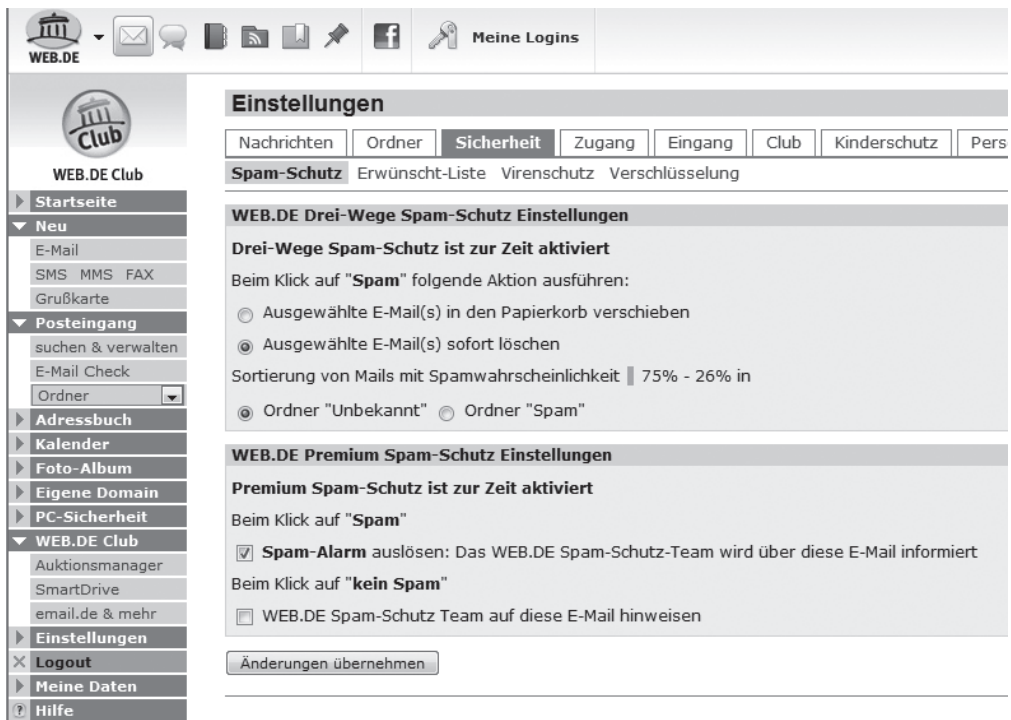 WEB.DE
Meine Logins
Club
WEB.DE Club
Startseite
Neu
E-Mail
SMS MMS FAX
Grußkarte
Posteingang
suchen & verwalten
E-Mail Check
Ordner
Adressbuch
Kalender
Foto-Album
Eigene Domain
PC-Sicherheit
WEB.DE Club
Auktionsmanager
SmartDrive
email.de & mehr
Einstellungen
Logout
Meine Daten
Hilfe
Einstellungen
Nachrichten Ordner Sicherheit Zugang Eingang Club Kinderschutz Pers
Spam-Schutz Erwünscht-Liste Virenschutz Verschlüsselung
WEB.DE Drei-Wege Spam-Schutz Einstellungen
Drei-Wege Spam-Schutz ist zur Zeit aktiviert
Beim Klick auf "Spam" folgende Aktion ausführen:
Ausgewählte E-Mail(s) in den Papierkorb verschieben
Ausgewählte E-Mail(s) sofort löschen
Sortierung von Mails mit Spamwahrscheinlichkeit 75% - 26% in
Ordner "Unbekannt" Ordner "Spam"
WEB.DE Premium Spam-Schutz Einstellungen
Premium Spam-Schutz ist zur Zeit aktiviert
Beim Klick auf "Spam"
Spam-Alarm auslösen: Das WEB.DE Spam-Schutz-Team wird über diese E-Mail informiert
Beim Klick auf "kein Spam"
WEB.DE Spam-Schutz Team auf diese E-Mail hinweisen
Änderungen übernehmen